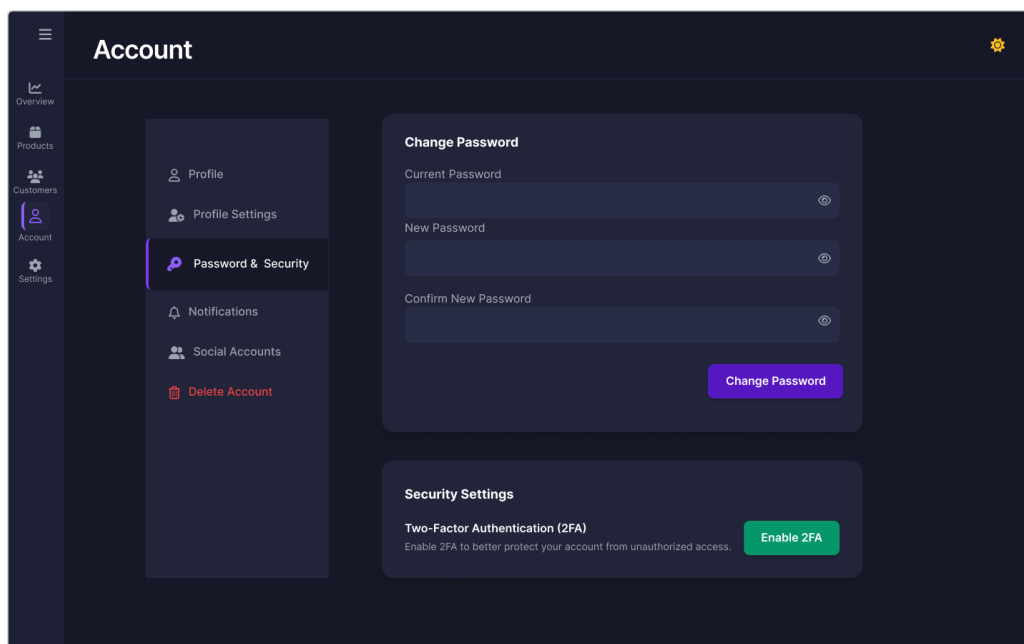 Account
Overview
Products
Customers
Account
Settings
Profile
Profile Settings
Password & Security
Notifications
Social Accounts
Delete Account
Change Password
Current Password
New Password
Confirm New Password
Change Password
Security Settings
Two-Factor Authentication (2FA)
Enable 2FA to better protect your account from unauthorized access.
Enable 2FA